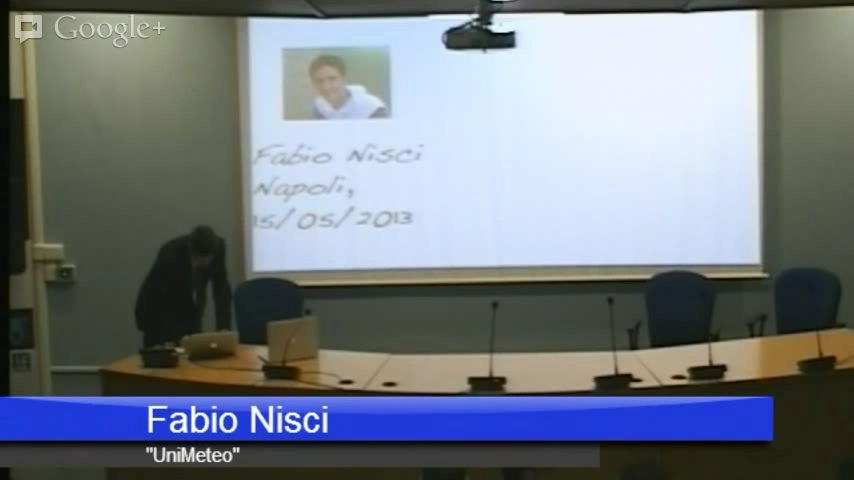 Google+
Fabio Nisci
Napoli,
15/05/2013
Fabio Nisci
"UniMeteo"